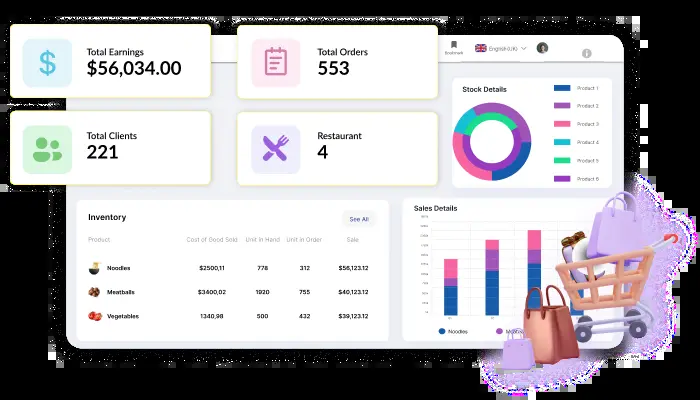 Total Earnings
$56,034.00
Total Orders
553
English (UK)
Total Clients
221
Restaurant
4
Stock Details
Product 1
Product 2
Product 3
Product 4
Product 5
Product 6
Inventory
See All
Product Cost of Good Sold Unit in Hand Unit in Order Sale
Noodles $2500,11 778 312 $56,123.12
Meatballs $3400,02 1920 755 $40,123.12
Vegetables 1340,98 500 432 $39,123.12
Sales Details
Noodles